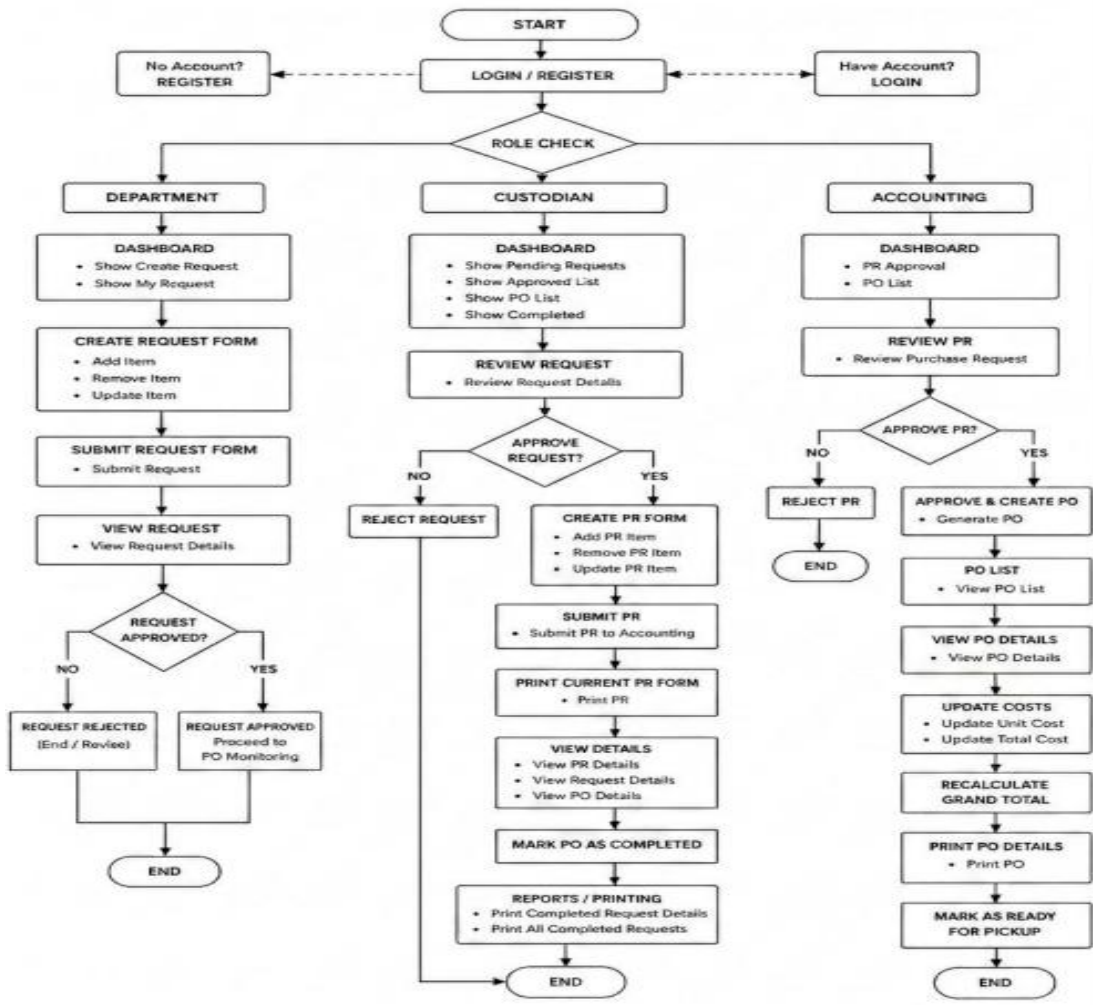 START
No Account?
REGISTER
LOGIN / REGISTER
Have Account?
LOGIN
ROLE CHECK
DEPARTMENT
DASHBOARD
• Show Create Request
• Show My Request
CREATE REQUEST FORM
• Add Item
• Remove Item
• Update Item
SUBMIT REQUEST FORM
• Submit Request
VIEW REQUEST
• View Request Details
REQUEST
APPROVED?
NO
YES
REQUEST REJECTED
(End / Revise)
REQUEST APPROVED
Proceed to
PO Monitoring
END
CUSTODIAN
DASHBOARD
• Show Pending Requests
• Show Approved List
• Show PO List
• Show Completed
REVIEW REQUEST
• Review Request Details
APPROVE
REQUEST?
NO
YES
REJECT REQUEST
CREATE PR FORM
• Add PR Item
• Remove PR Item
• Update PR Item
SUBMIT PR
• Submit PR to Accounting
PRINT CURRENT PR FORM
• Print PR
VIEW DETAILS
• View PR Details
• View Request Details
• View PO Details
MARK PO AS COMPLETED
REPORTS / PRINTING
• Print Completed Request Details
• Print All Completed Requests
END
ACCOUNTING
DASHBOARD
• PR Approval
• PO List
REVIEW PR
• Review Purchase Request
APPROVE PR?
NO
YES
REJECT PR
END
APPROVE & CREATE PO
• Generate PO
PO LIST
• View PO List
VIEW PO DETAILS
• View PO Details
UPDATE COSTS
• Update Unit Cost
• Update Total Cost
RECALCULATE
GRAND TOTAL
PRINT PO DETAILS
• Print PO
MARK AS READY
FOR PICKUP
END